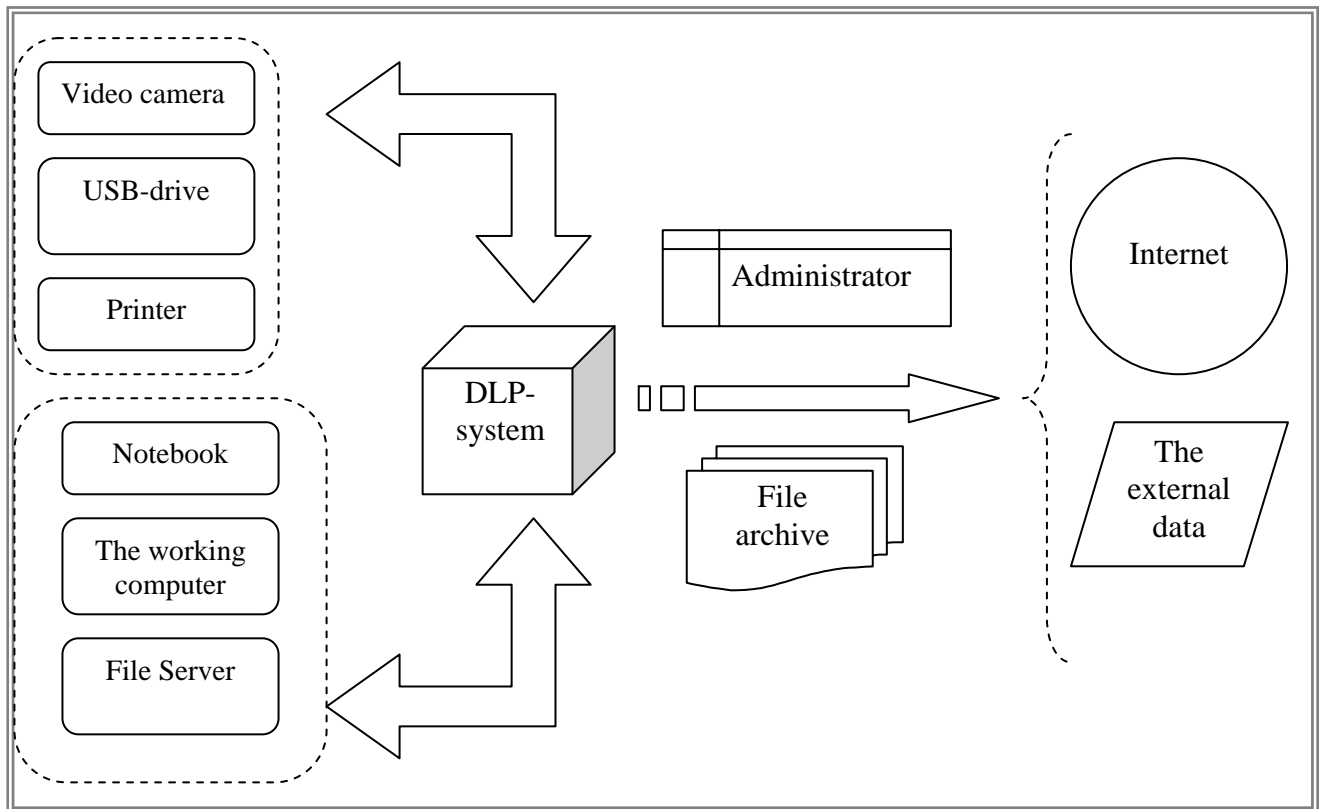 Video camera
USB-drive
Printer
Notebook
The working
computer
File Server
DLP-
system
Administrator
File
archive
Internet
The
external
data